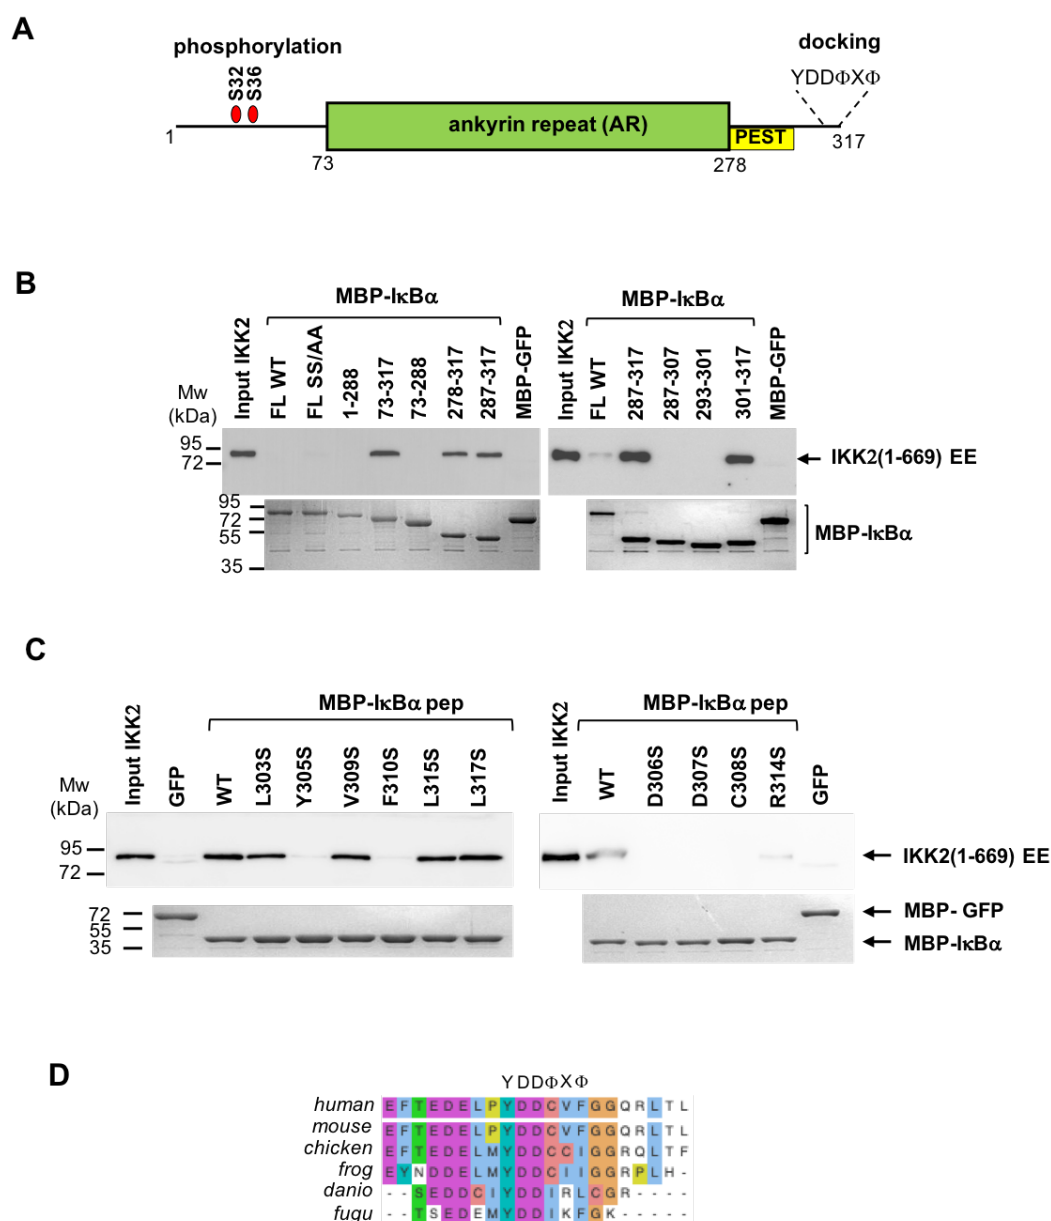 A
phosphorylation
docking
S32
S36
YDDΦXΦ
ankyrin repeat (AR)
PEST
1
73
278
317
B
MBP-IκBα
MBP-IκBα
Input IKK2
FL WT
FL SS/AA
1-288
73-317
73-288
278-317
287-317
MBP-GFP
Input IKK2
FL WT
287-317
287-307
293-301
301-317
MBP-GFP
Mw
(kDa)
95
72
IKK2(1-669) EE
95
72
55
35
MBP-IκBα
C
MBP-IκBα pep
MBP-IκBα pep
Input IKK2
GFP
WT
L303S
Y305S
V309S
F310S
L315S
L317S
Input IKK2
WT
D306S
D307S
C308S
R314S
GFP
Mw
(kDa)
95
72
IKK2(1-669) EE
72
55
35
MBP- GFP
MBP-IκBα
D
YDDΦXΦ
human EFTEDELPYDDCVFGGQRLTL
mouse EFTEDELPYDDCVFGGQRLTL
chicken EFTEDELMYDDCCIGGRQLTF
frog EYNDDELMYDDCIIGGRPLH-
danio --SEDDCIYDDIRLCGR----
fugu --TSEDEMYDDIKFGK-----